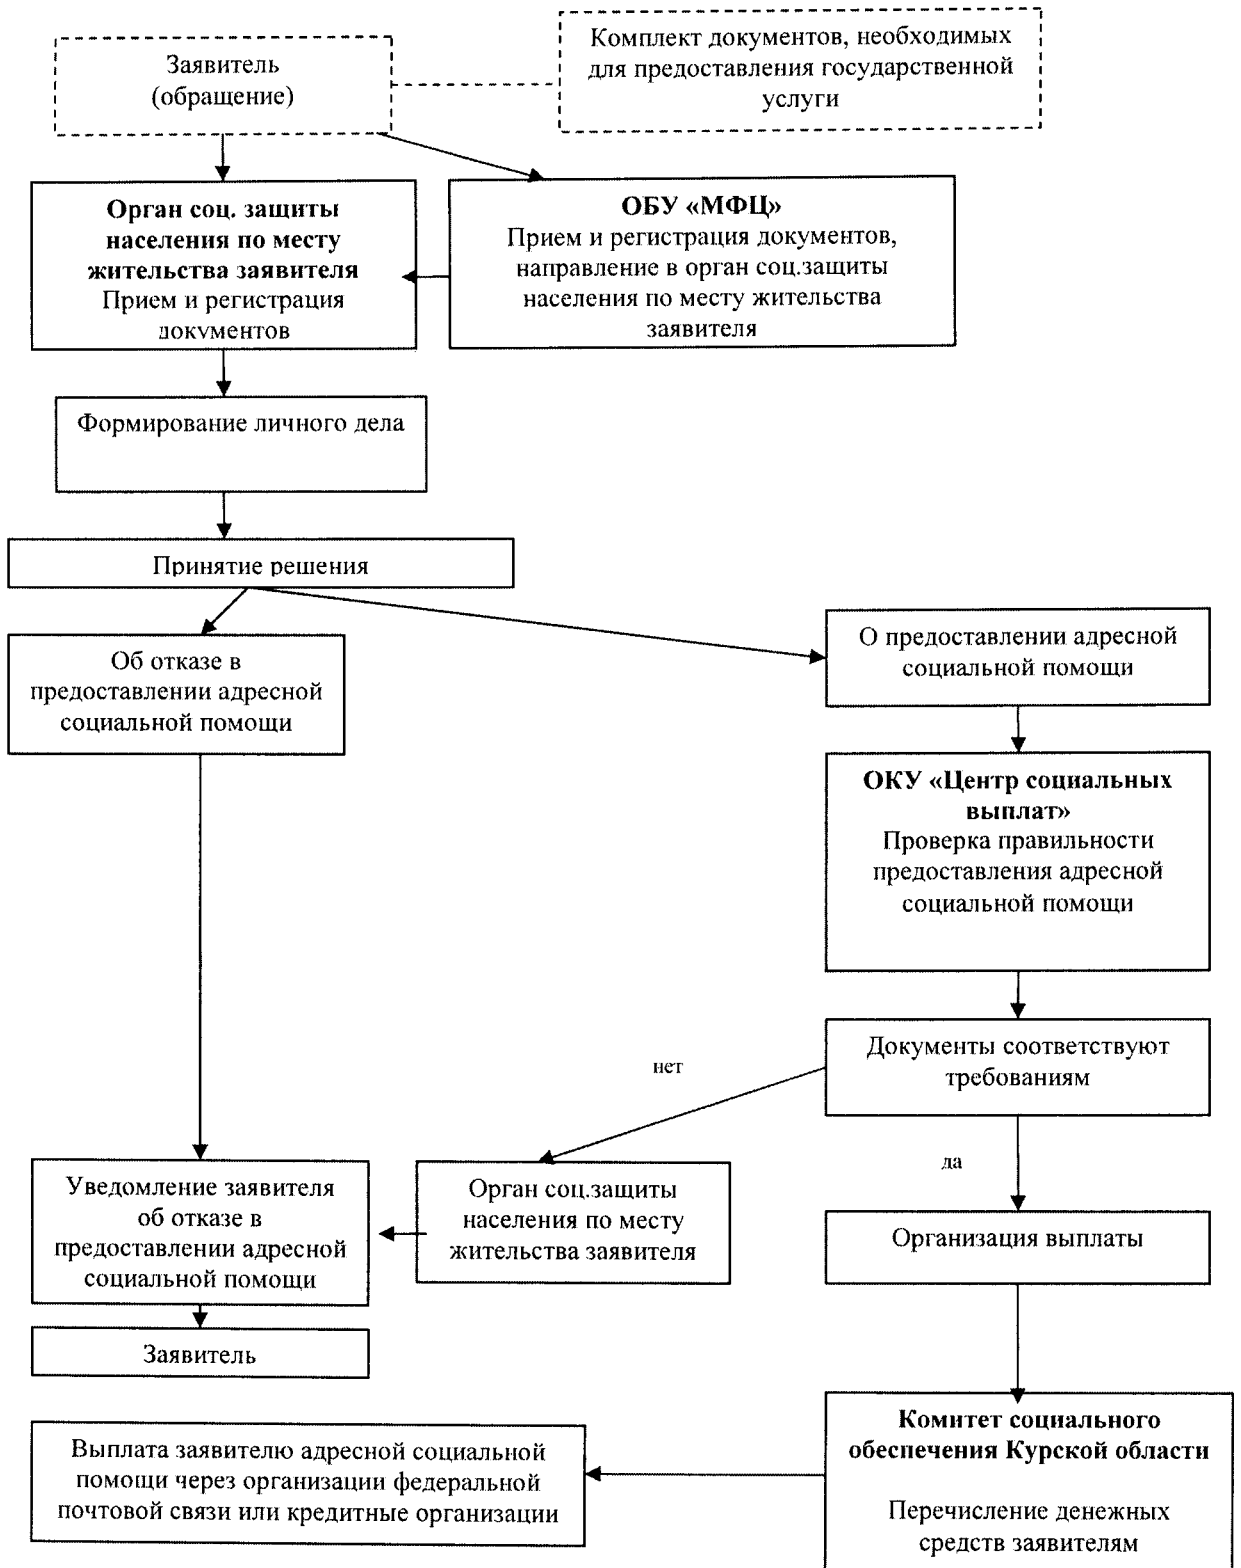 Заявитель
(обращение)
Комплект документов, необходимых
для предоставления государственной
услуги
Орган соц. защиты
населения по месту
жительства заявителя
Прием и регистрация
документов
ОБУ «МФЦ»
Прием и регистрация документов,
направление в орган соц.защиты
населения по месту жительства
заявителя
Формирование личного дела
Принятие решения
Об отказе в
предоставлении адресной
социальной помощи
О предоставлении адресной
социальной помощи
ОКУ «Центр социальных
выплат»
Проверка правильности
предоставления адресной
социальной помощи
Документы соответствуют
требованиям
нет
да
Уведомление заявителя
об отказе в
предоставлении адресной
социальной помощи
Орган соц.защиты
населения по месту
жительства заявителя
Организация выплаты
Заявитель
Комитет социального
обеспечения Курской области
Перечисление денежных
средств заявителям
Выплата заявителю адресной социальной
помощи через организации федеральной
почтовой связи или кредитные организации